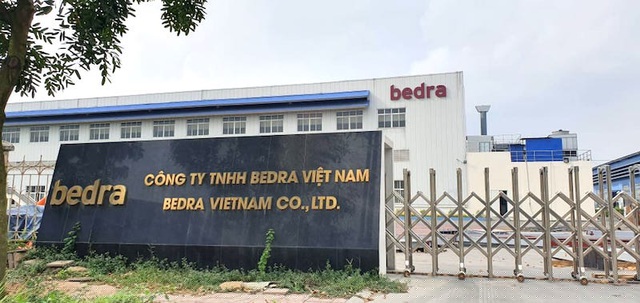 bedra
bedra
CÔNG TY TNHH BEDRA VIỆT NAM
BEDRA VIETNAM CO., LTD.